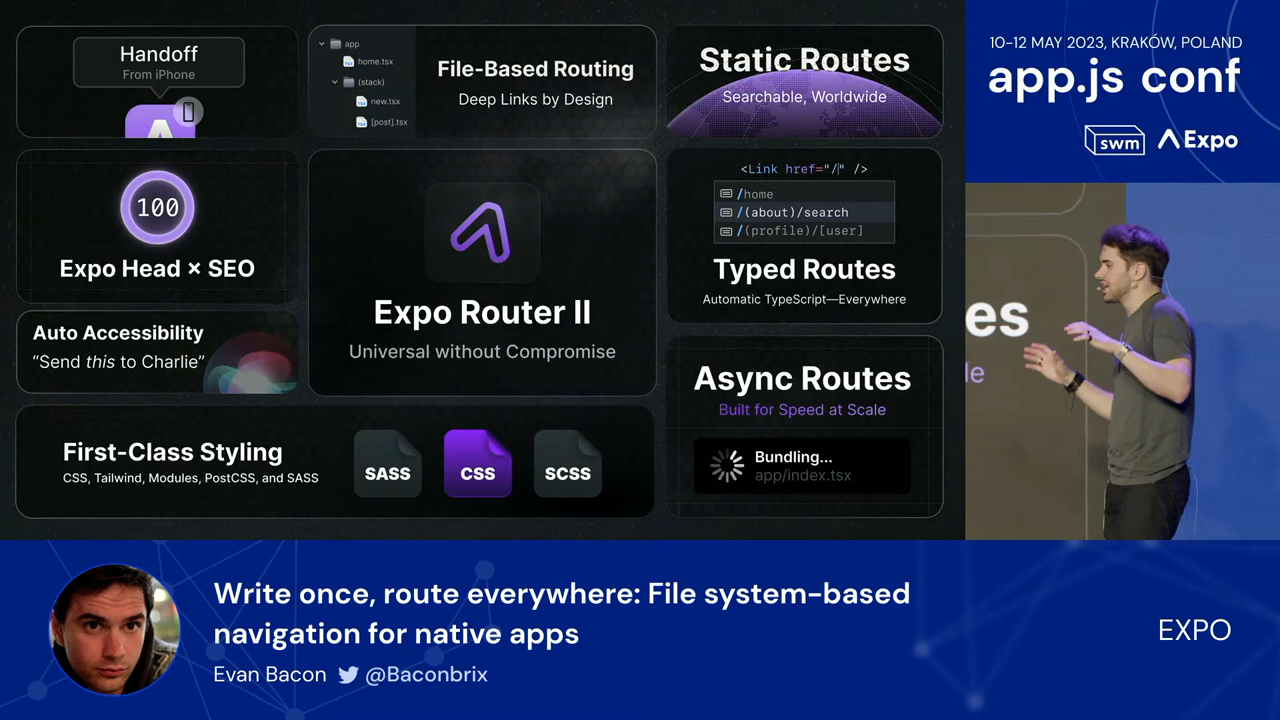 Handoff
From iPhone
A
app
home.tsx
(stack)
new.tsx
[post].tsx
File-Based Routing
Deep Links by Design
Static Routes
Searchable, Worldwide
100
Expo Head × SEO
Expo Router II
Universal without Compromise
<Link href="/" />
/home
/(about)/search
/(profile)/[user]
Typed Routes
Automatic TypeScript—Everywhere
Auto Accessibility
“Send this to Charlie”
Async Routes
Built for Speed at Scale
Bundling...
app/index.tsx
First-Class Styling
CSS, Tailwind, Modules, PostCSS, and SASS
SASS
CSS
SCSS
10-12 MAY 2023, KRAKÓW, POLAND
app.js conf
swm
Expo
es
le
Write once, route everywhere: File system-based
navigation for native apps
Evan Bacon @Baconbrix
EXPO